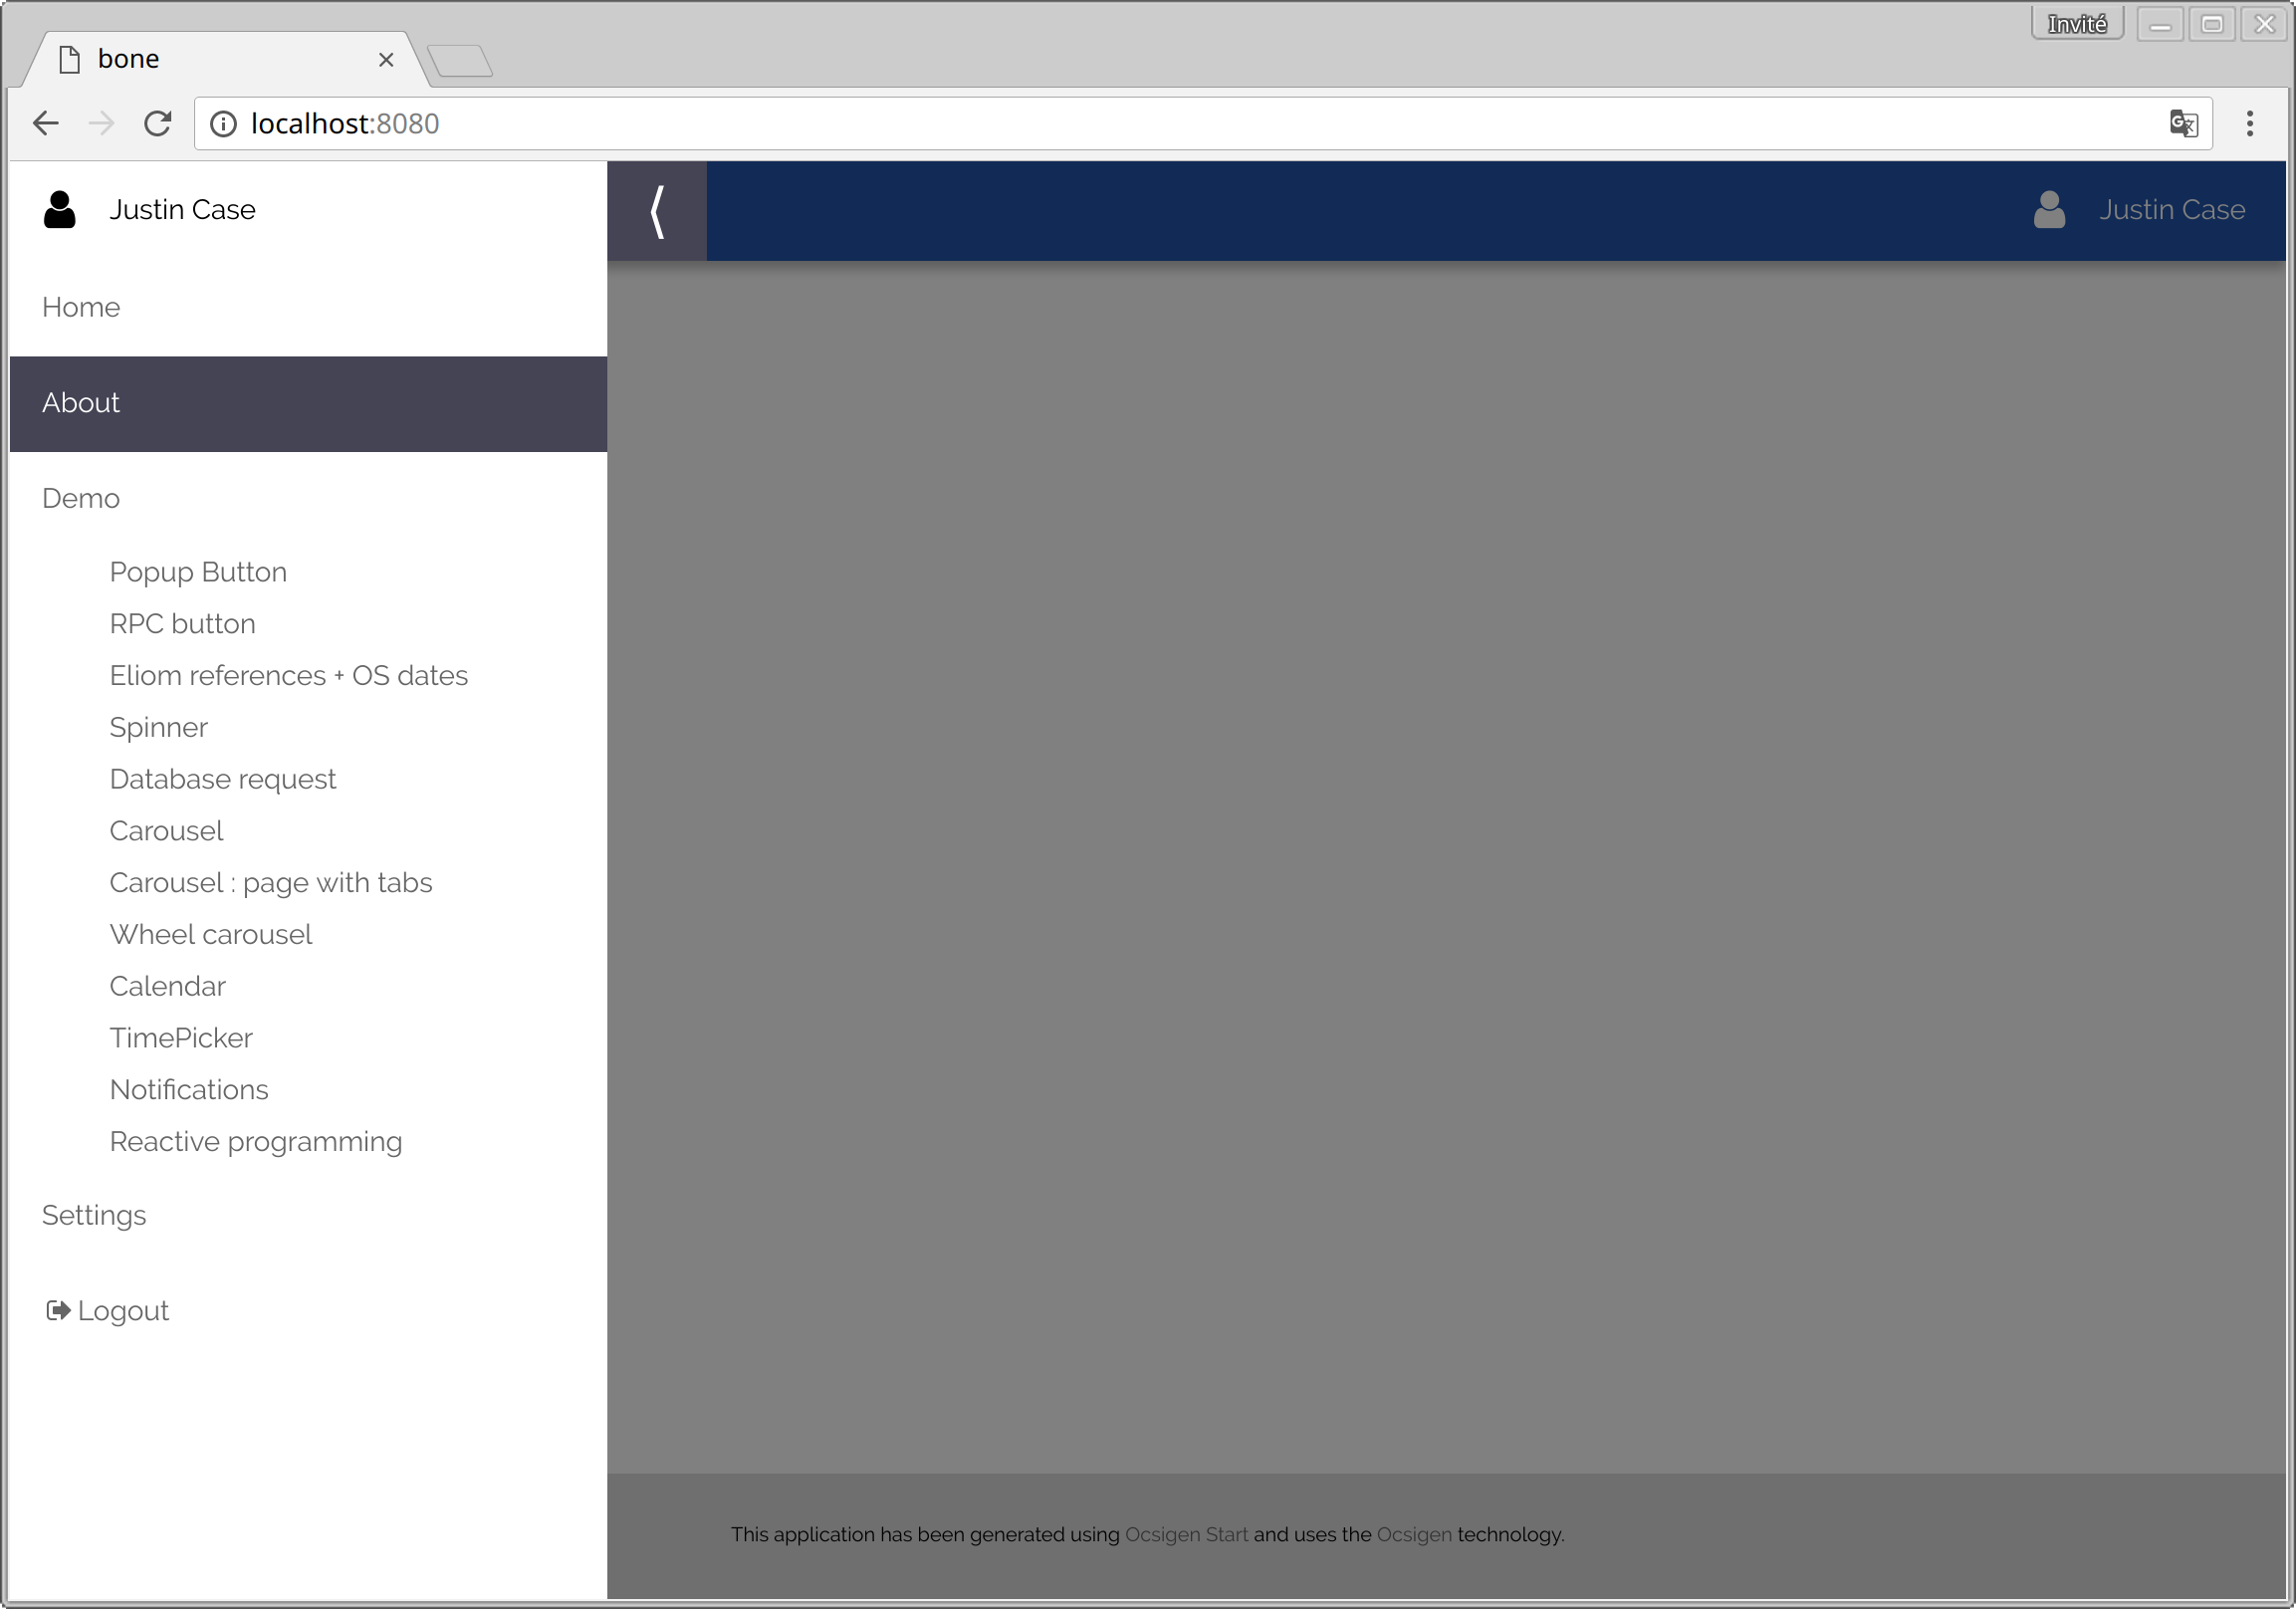 Invité
bone
localhost:8080
Justin Case
Justin Case
Home
About
Demo
Popup Button
RPC button
Eliom references + OS dates
Spinner
Database request
Carousel
Carousel : page with tabs
Wheel carousel
Calendar
TimePicker
Notifications
Reactive programming
Settings
Logout
This application has been generated using Ocsigen Start and uses the Ocsigen technology.